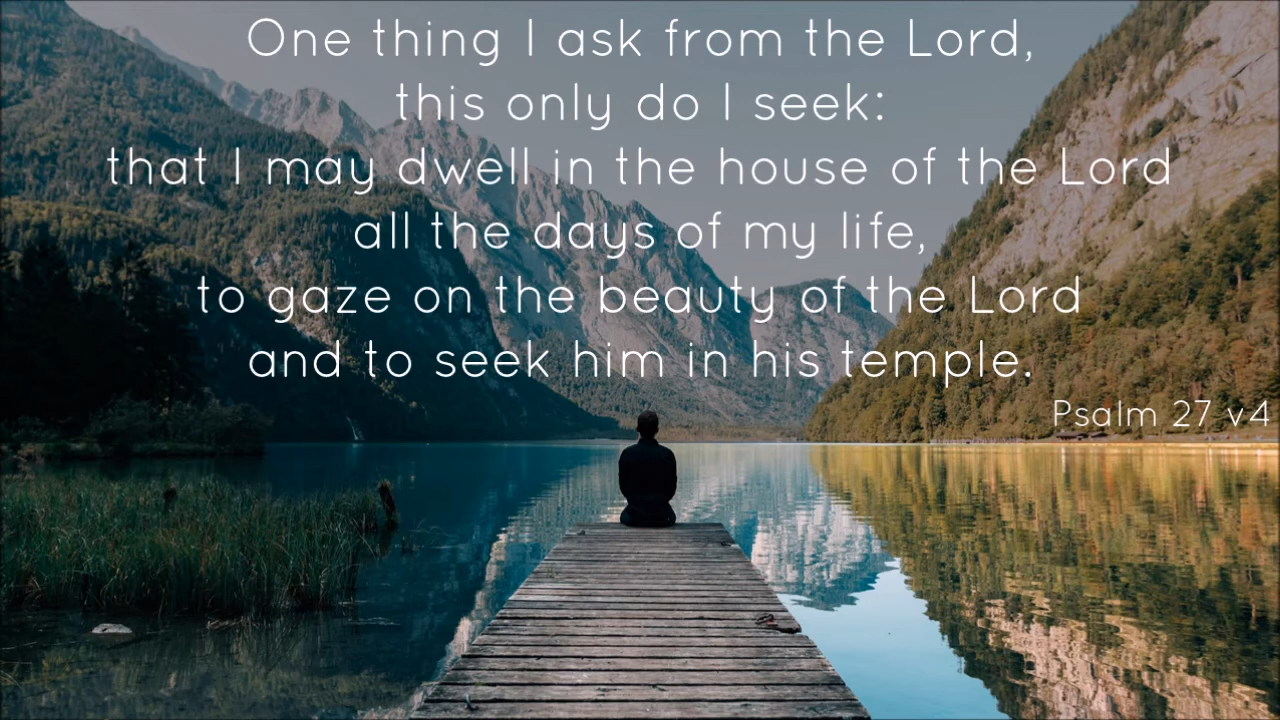 One thing I ask from the Lord,
this only do I seek:
that I may dwell in the house of the Lord
all the days of my life,
to gaze on the beauty of the Lord
and to seek him in his temple.
Psalm 27 v4